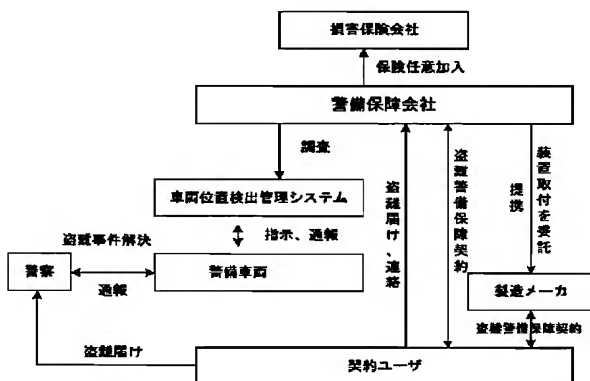 損害保険会社
保険任意加入
警備保障会社
調査
車両位置検出管理システム
盗難届け、連絡
盗難警備保障契約
提携
装置取付を委託
盗難事件解決
指示、通報
警察
通報
警備車両
製造メーカ
盗難警備保障契約
盗難届け
契約ユーザ